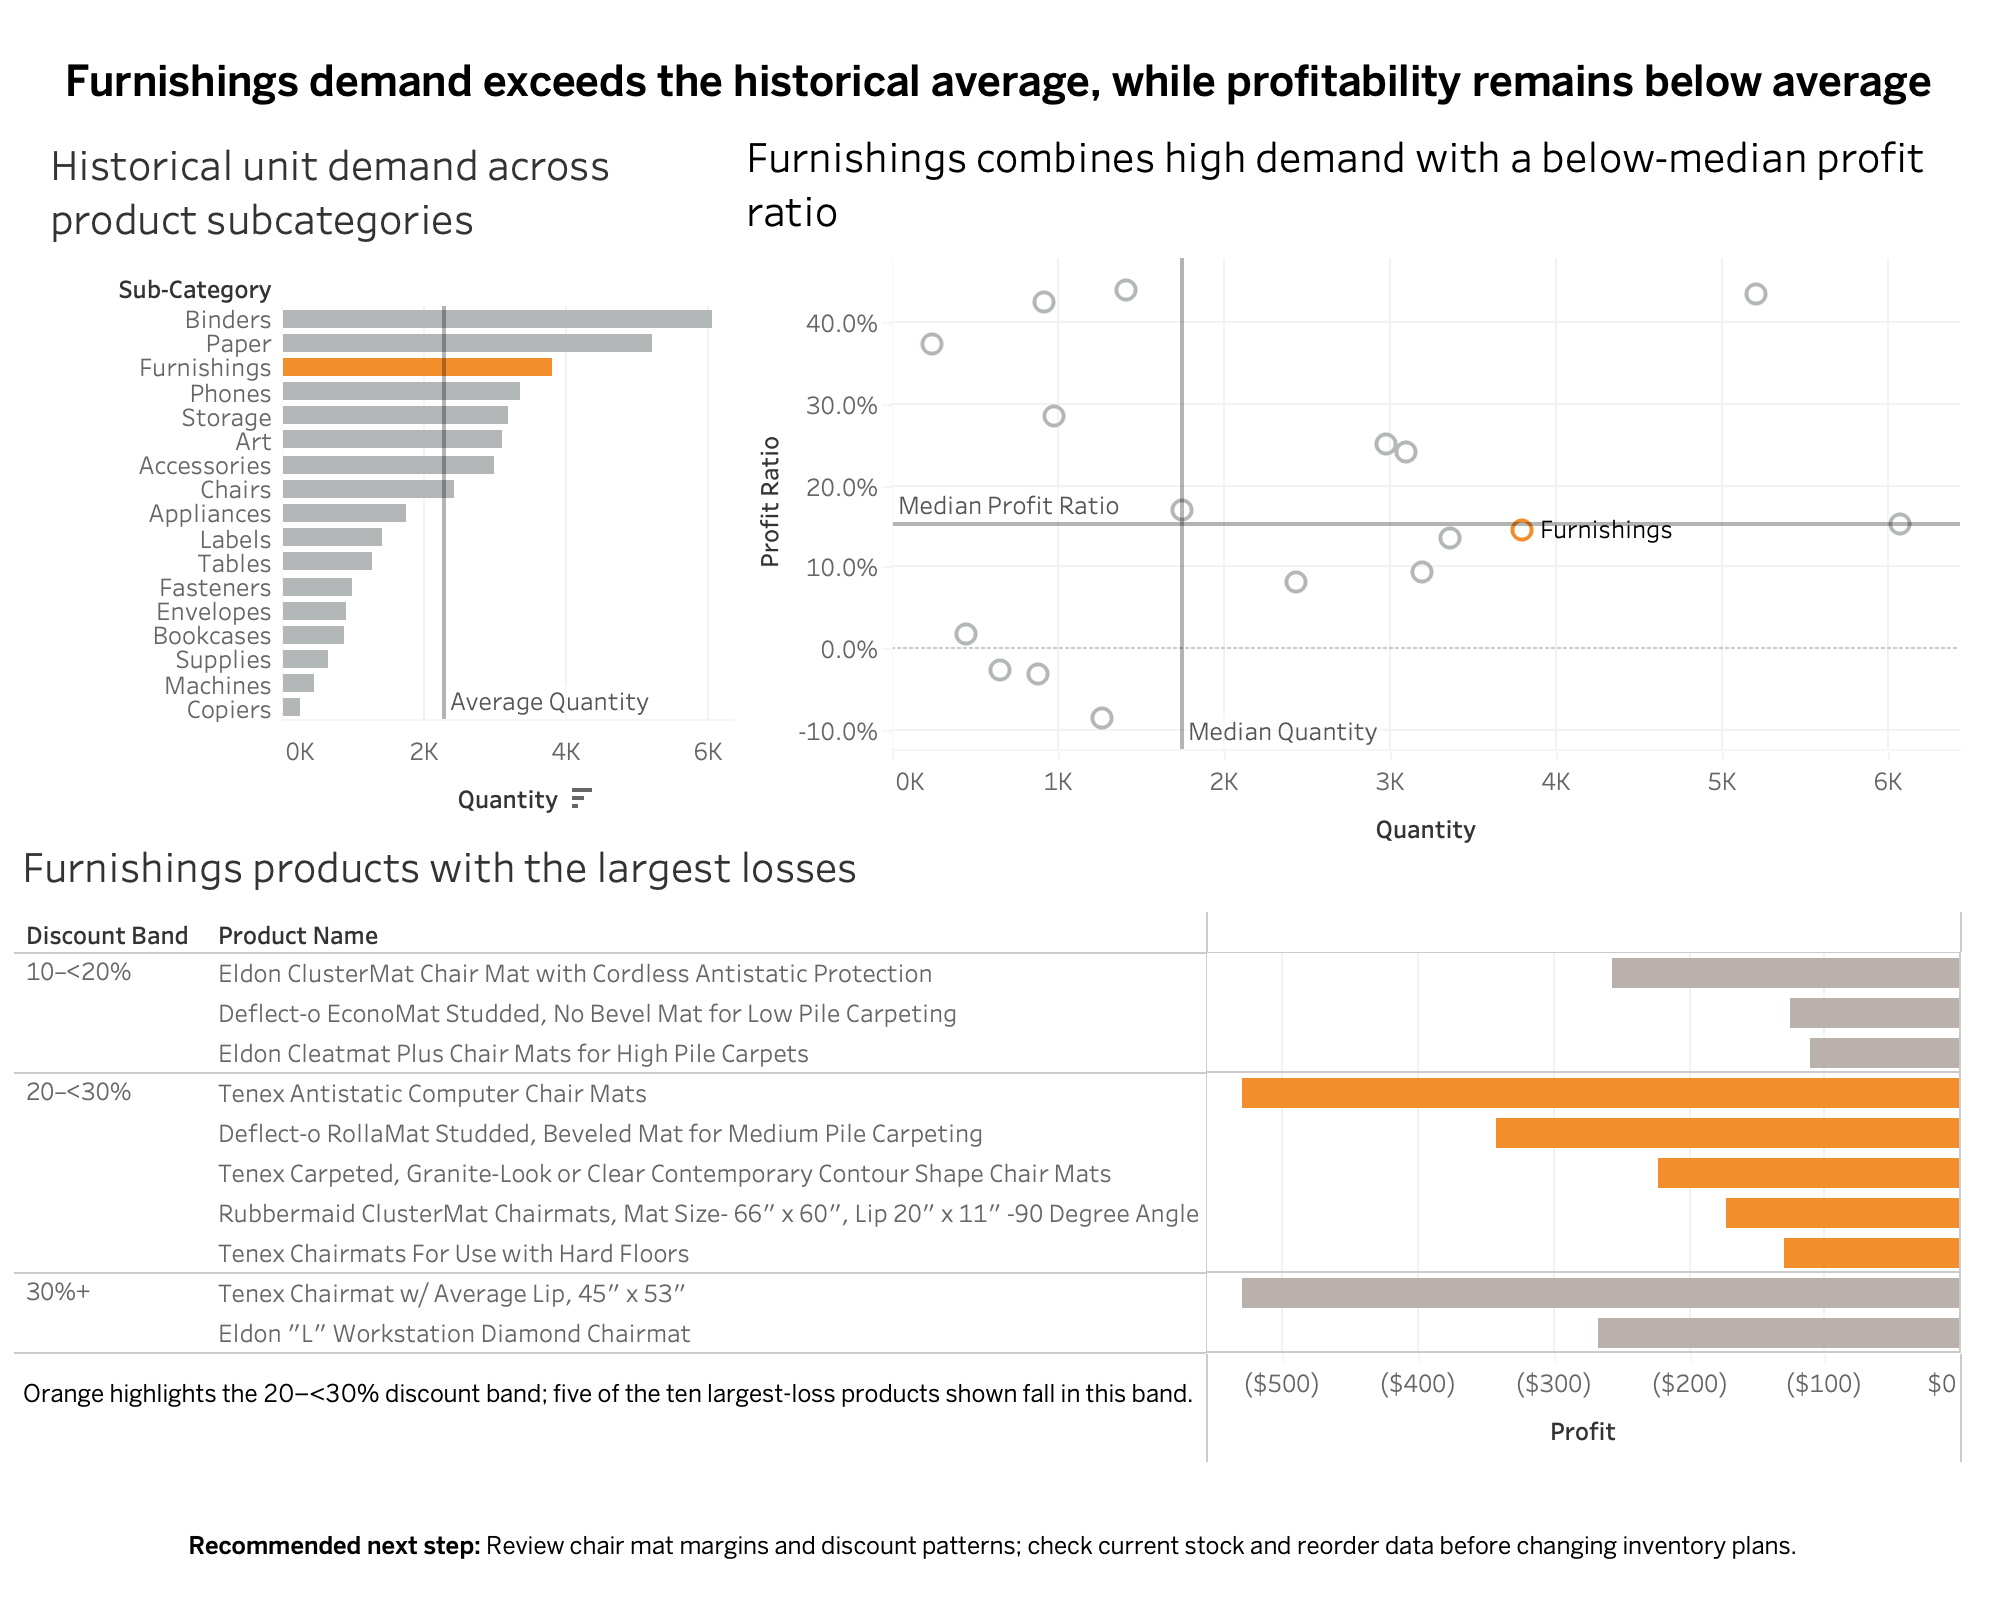 Furnishings demand exceeds the historical average, while profitability remains below average
Historical unit demand across
product subcategories
Sub-Category
Binders
Paper
Furnishings
Phones
Storage
Art
Accessories
Chairs
Appliances
Labels
Tables
Fasteners
Envelopes
Bookcases
Supplies
Machines
Copiers
Average Quantity
0K 2K 4K 6K
Quantity
Furnishings combines high demand with a below-median profit
ratio
Profit Ratio
40.0%
30.0%
20.0%
10.0%
0.0%
-10.0%
Median Profit Ratio
Furnishings
Median Quantity
0K 1K 2K 3K 4K 5K 6K
Quantity
Furnishings products with the largest losses
Discount Band Product Name
10–<20% Eldon ClusterMat Chair Mat with Cordless Antistatic Protection
Deflect-o EconoMat Studded, No Bevel Mat for Low Pile Carpeting
Eldon Cleatmat Plus Chair Mats for High Pile Carpets
20–<30% Tenex Antistatic Computer Chair Mats
Deflect-o RollaMat Studded, Beveled Mat for Medium Pile Carpeting
Tenex Carpeted, Granite-Look or Clear Contemporary Contour Shape Chair Mats
Rubbermaid ClusterMat Chairmats, Mat Size- 66” x 60”, Lip 20” x 11” -90 Degree Angle
Tenex Chairmats For Use with Hard Floors
30%+ Tenex Chairmat w/ Average Lip, 45” x 53”
Eldon ”L” Workstation Diamond Chairmat
($500) ($400) ($300) ($200) ($100) $0
Profit
Orange highlights the 20–<30% discount band; five of the ten largest-loss products shown fall in this band.
Recommended next step: Review chair mat margins and discount patterns; check current stock and reorder data before changing inventory plans.